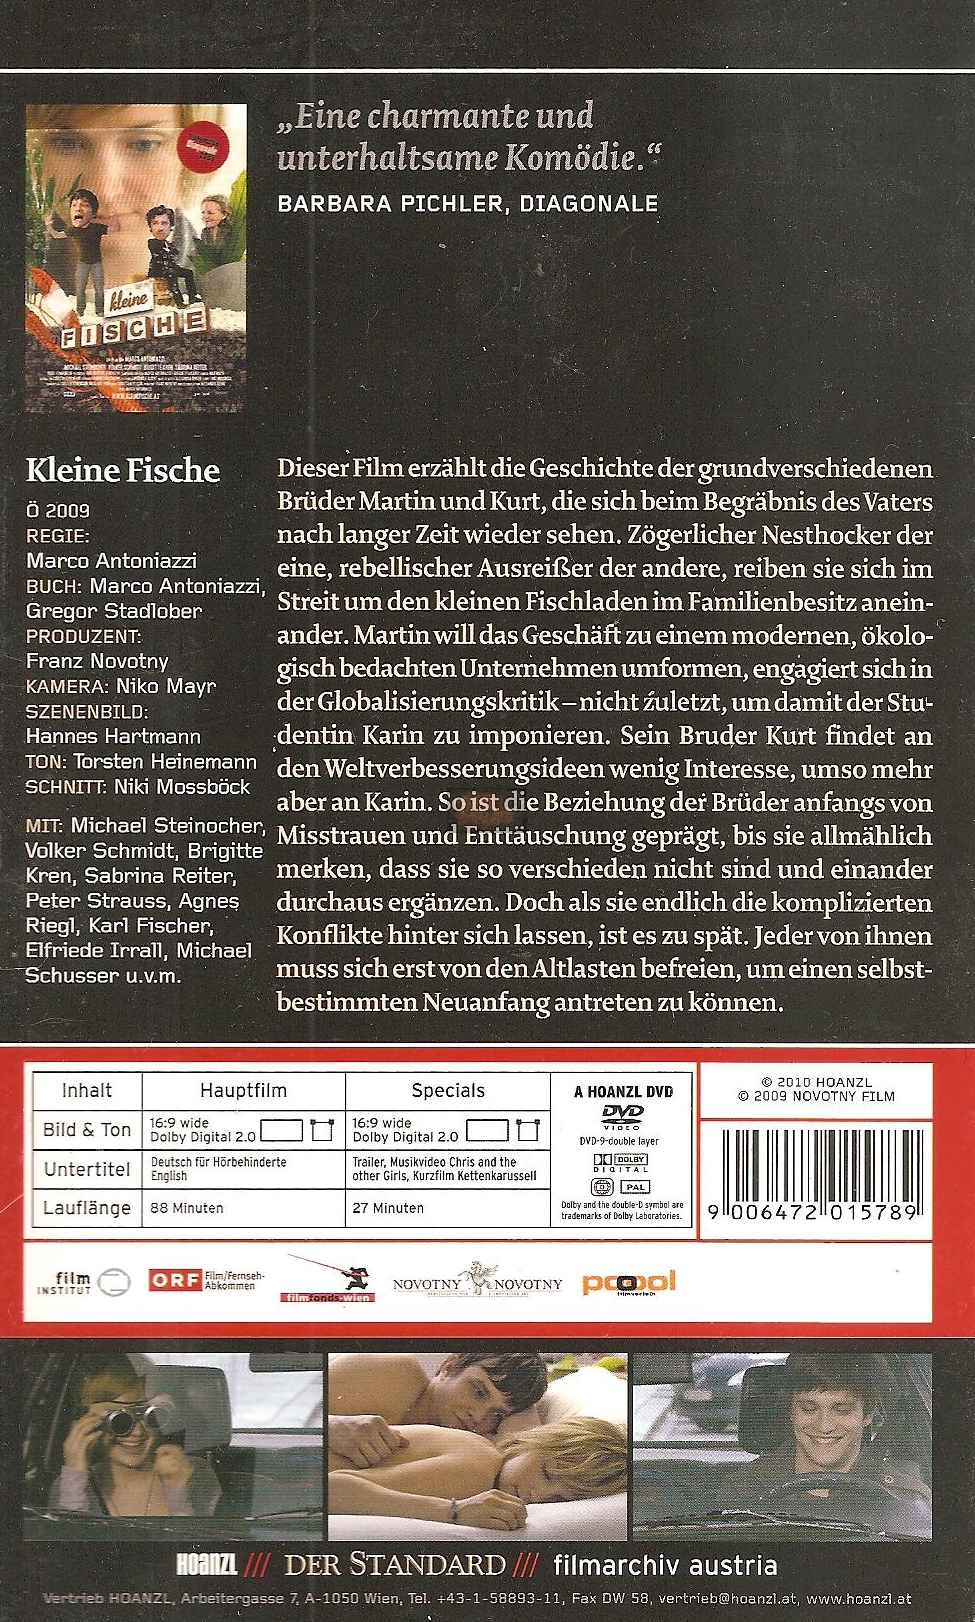 „Eine charmante und
unterhaltsame Komödie.“
BARBARA PICHLER, DIAGONALE
Diagonale
kleine
FISCHE
MARCO ANTONIAZZI
WWW.KLEINEFISCHE.AT
Kleine Fische
Ö 2009
REGIE:
Marco Antoniazzi
BUCH: Marco Antoniazzi,
Gregor Stadlober
PRODUZENT:
Franz Novotny
KAMERA: Niko Mayr
SZENENBILD:
Hannes Hartmann
TON: Torsten Heinemann
SCHNITT: Niki Mossböck
MIT: Michael Steinocher,
Volker Schmidt, Brigitte
Kren, Sabrina Reiter,
Peter Strauss, Agnes
Riegl, Karl Fischer,
Elfriede Irrall, Michael
Schusser u.v.m.
Dieser Film erzählt die Geschichte der grundverschiedenen
Brüder Martin und Kurt, die sich beim Begräbnis des Vaters
nach langer Zeit wieder sehen. Zögerlicher Nesthocker der
eine, rebellischer Ausreißer der andere, reiben sie sich im
Streit um den kleinen Fischladen im Familienbesitz anein-
ander. Martin will das Geschäft zu einem modernen, ökolo-
gisch bedachten Unternehmen umformen, engagiert sich in
der Globalisierungskritik – nicht zuletzt, um damit der Stu-
dentin Karin zu imponieren. Sein Bruder Kurt findet an
den Weltverbesserungsideen wenig Interesse, umso mehr
aber an Karin. So ist die Beziehung der Brüder anfangs von
Misstrauen und Enttäuschung geprägt, bis sie allmählich
merken, dass sie so verschieden nicht sind und einander
durchaus ergänzen. Doch als sie endlich die komplizierten
Konflikte hinter sich lassen, ist es zu spät. Jeder von ihnen
muss sich erst von den Altlasten befreien, um einen selbst-
bestimmten Neuanfang antreten zu können.
Inhalt Hauptfilm Specials
Bild & Ton 16:9 wide 16:9 wide
Dolby Digital 2.0 Dolby Digital 2.0
Untertitel Deutsch für Hörbehinderte Trailer, Musikvideo Chris and the
English other Girls, Kurzfilm Kettenkarussell
Lauflänge 88 Minuten 27 Minuten
A HOANZL DVD
DVD
VIDEO
DVD-9-double layer
DOLBY
DIGITAL
PAL
Dolby and the double-D symbol are
trademarks of Dolby Laboratories.
© 2010 HOANZL
© 2009 NOVOTNY FILM
9 006472 015789
film
INSTITUT
ORF Film/Fernseh-
Abkommen
filmfonds:wien
NOVOTNY NOVOTNY
poool
filmverleih
HOANZL /// DER STANDARD /// filmarchiv austria
Vertrieb HOANZL, Arbeitergasse 7, A-1050 Wien, Tel. +43-1-58893-11, Fax DW 58, vertrieb@hoanzl.at, www.hoanzl.at